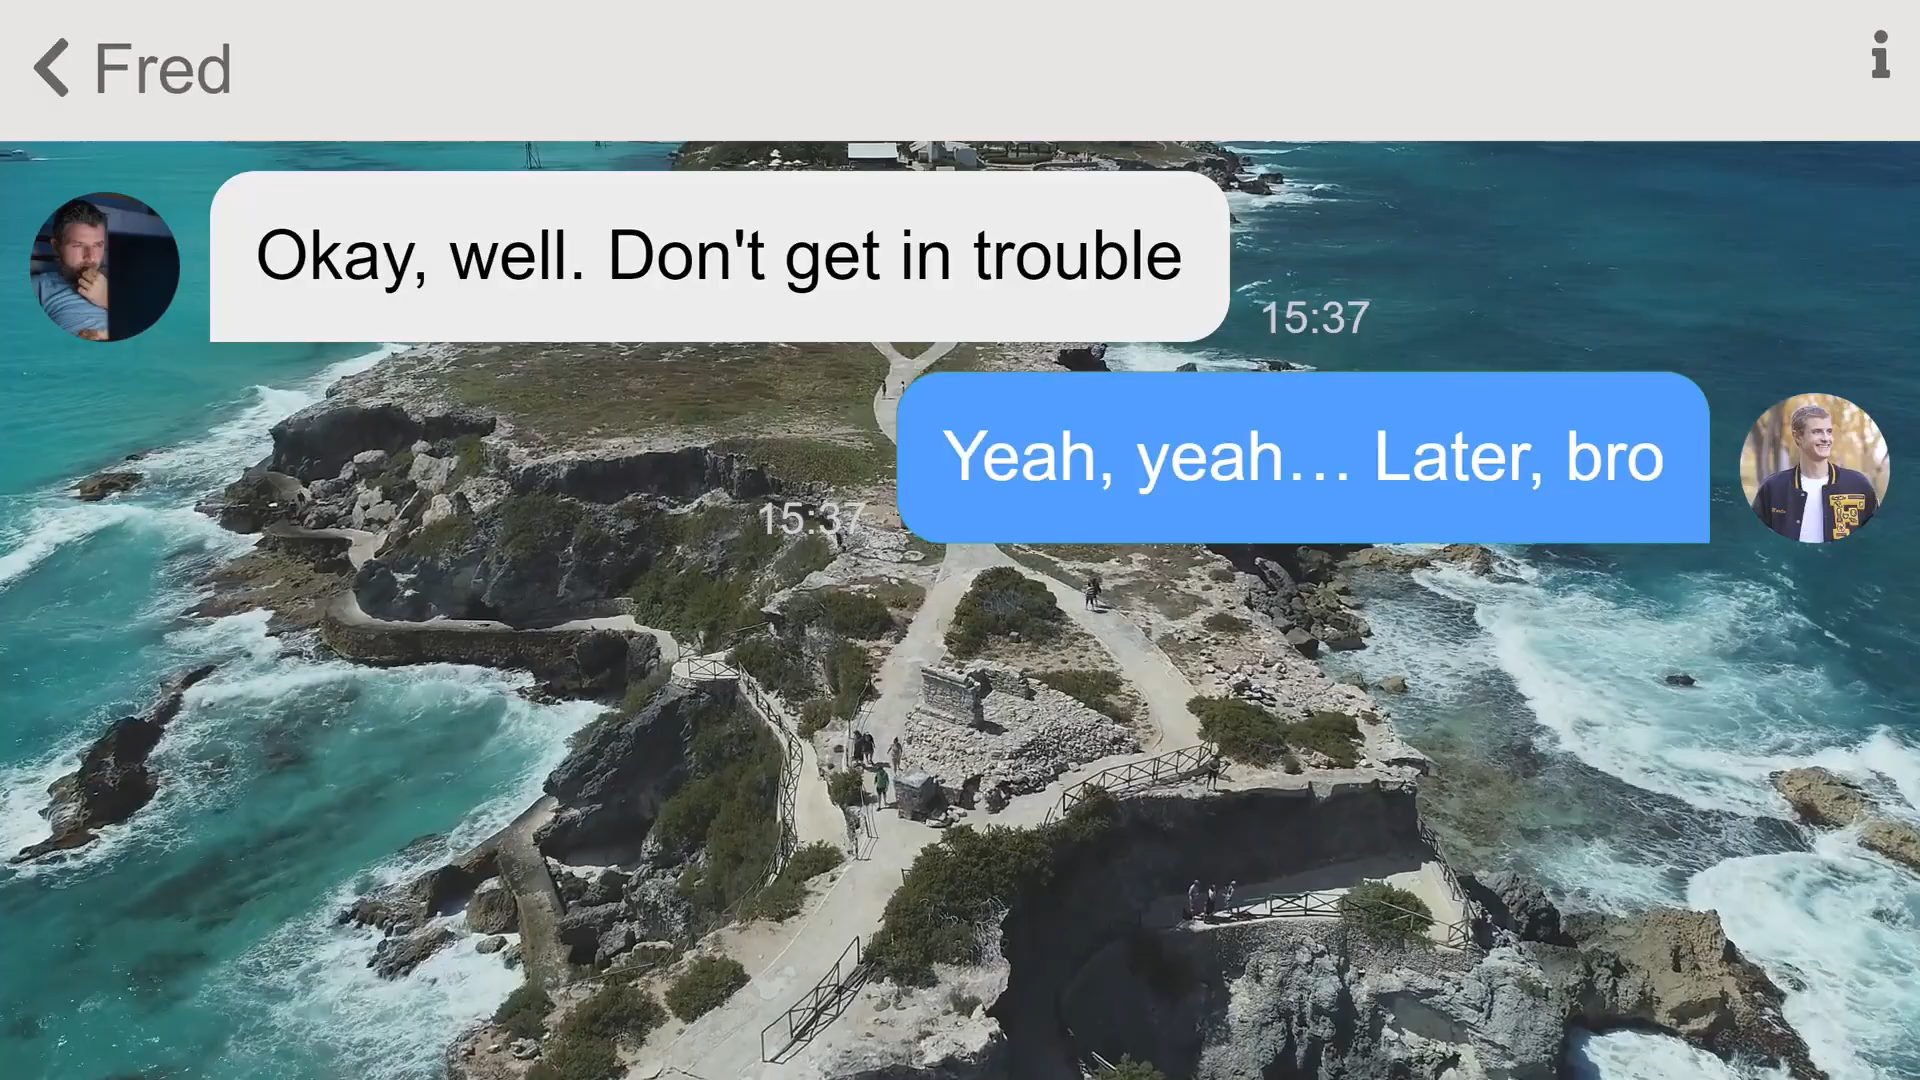 Fred
Okay, well. Don't get in trouble
15:37
Yeah, yeah… Later, bro
15:37